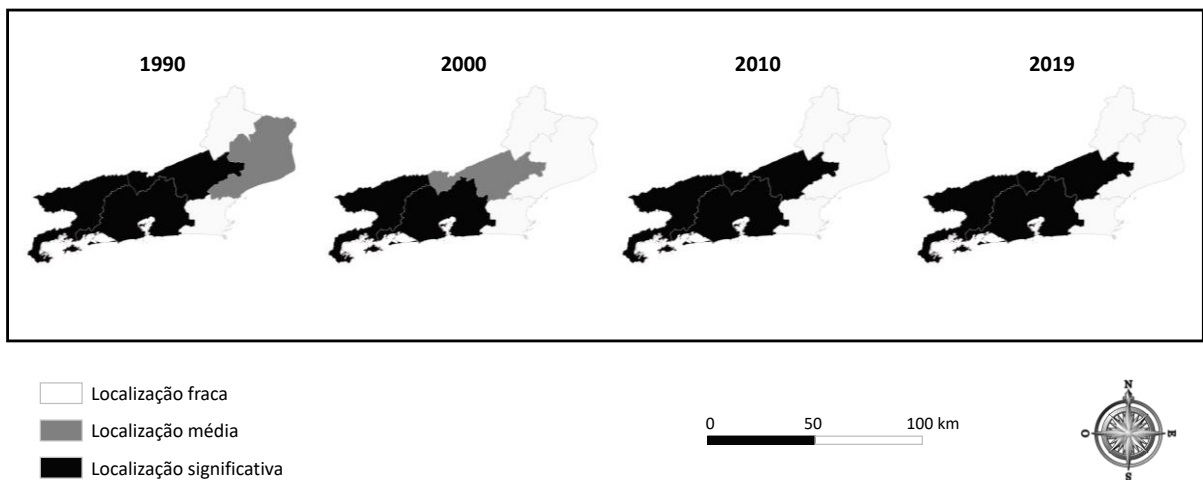 1990 2000 2010 2019
Localização fraca
Localização média
Localização significativa
0 50 100 km
N
O E
S